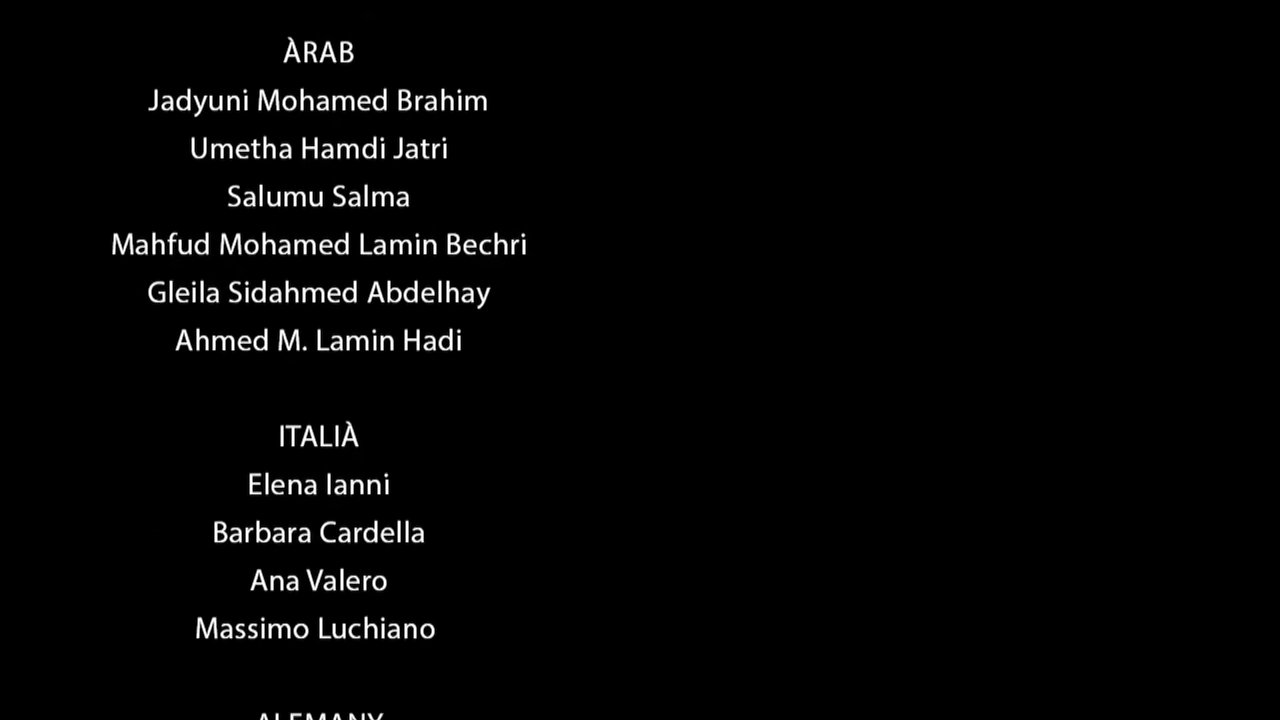 ÀRAB
Jadyuni Mohamed Brahim
Umetha Hamdi Jatri
Salumu Salma
Mahfud Mohamed Lamin Bechri
Gleila Sidahmed Abdelhay
Ahmed M. Lamin Hadi
ITALIÀ
Elena Ianni
Barbara Cardella
Ana Valero
Massimo Luchiano
ALEMANY